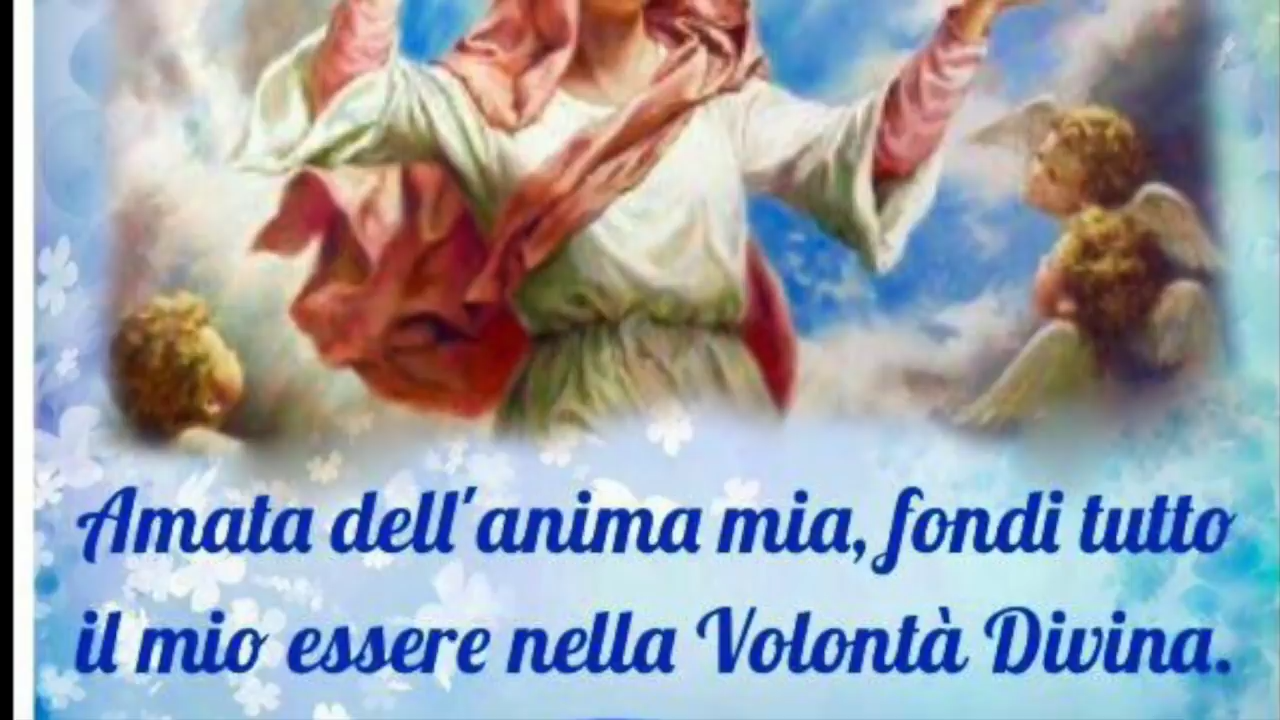 Amata dell'anima mia, fondi tutto
il mio essere nella Volontà Divina.